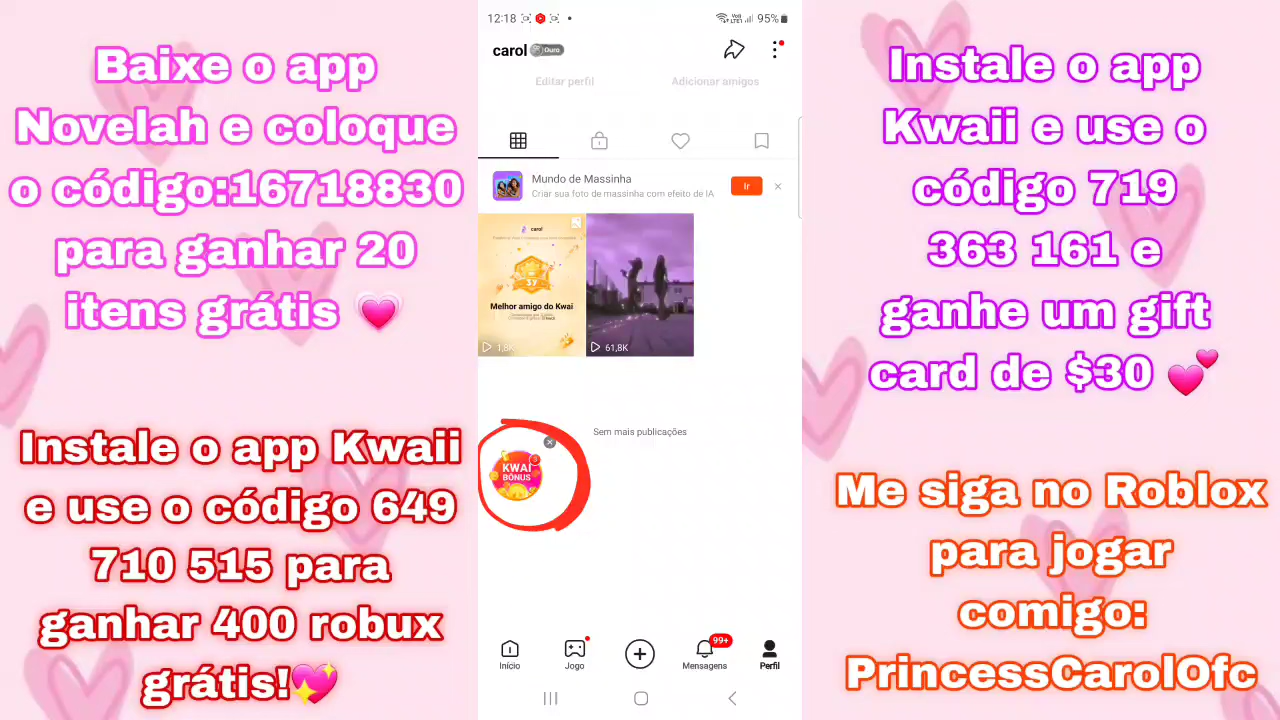 Baixe o app
Novelah e coloque
o código:16718830
para ganhar 20
itens grátis 💗
Instale o app Kwaii
e use o código 649
710 515 para
ganhar 400 robux
grátis!💖
12:18
95%
carol Ouro
Editar perfil
Adicionar amigos
Mundo de Massinha
Criar sua foto de massinha com efeito de IA
Ir
carol
37
Melhor amigo do Kwai
1,8K
61,8K
Sem mais publicações
3
KWAI
BÔNUS
Início
Jogo
99+
Mensagens
Perfil
Instale o app
Kwaii e use o
código 719
363 161 e
ganhe um gift
card de $30 💕
Me siga no Roblox
para jogar
comigo:
PrincessCarolOfc